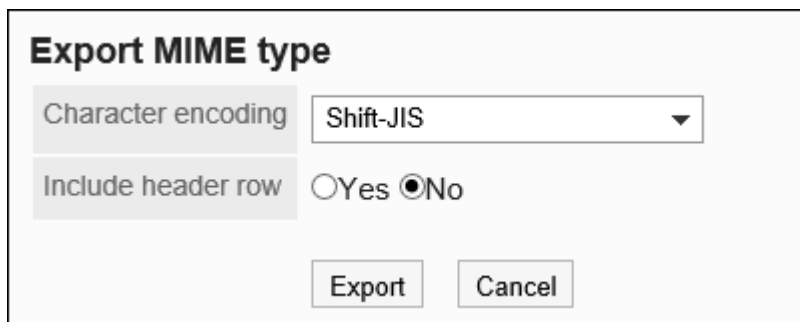 Export MIME type
Character encoding Shift-JIS
Include header row Yes No
Export Cancel